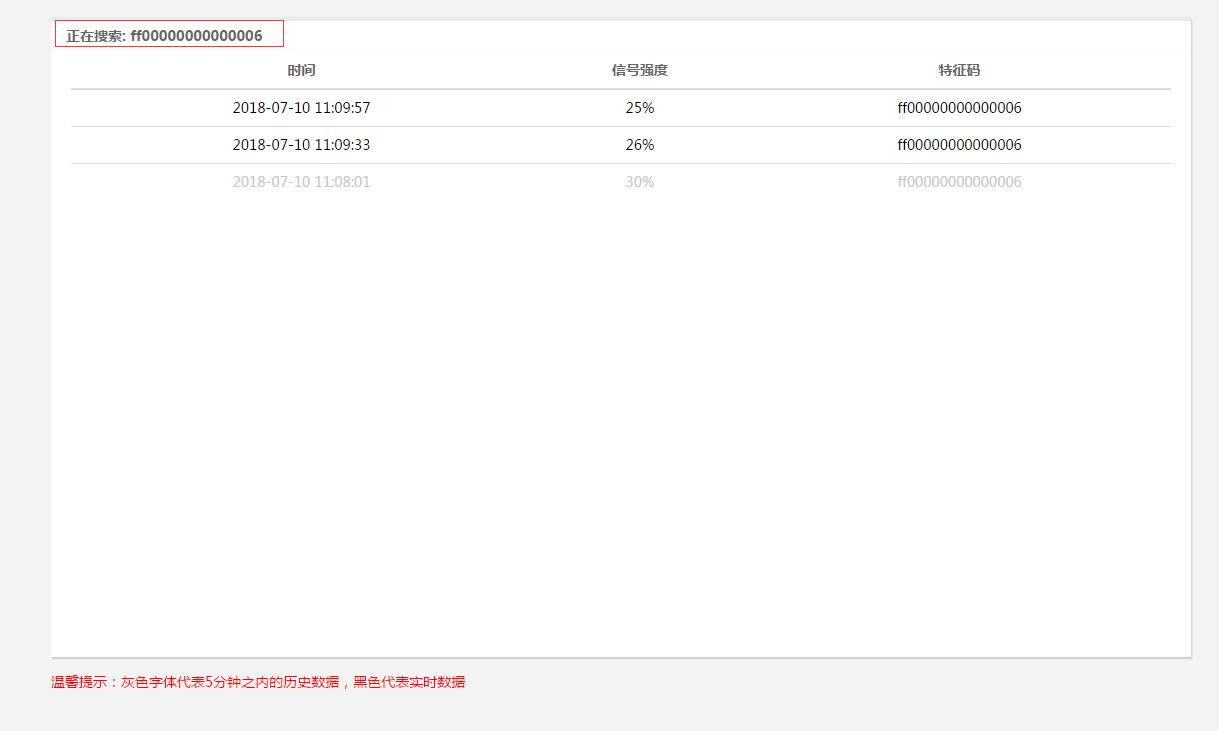 正在搜索: ff00000000000006
时间 信号强度 特征码
2018-07-10 11:09:57 25% ff00000000000006
2018-07-10 11:09:33 26% ff00000000000006
2018-07-10 11:08:01 30% ff00000000000006
温馨提示：灰色字体代表5分钟之内的历史数据，黑色代表实时数据